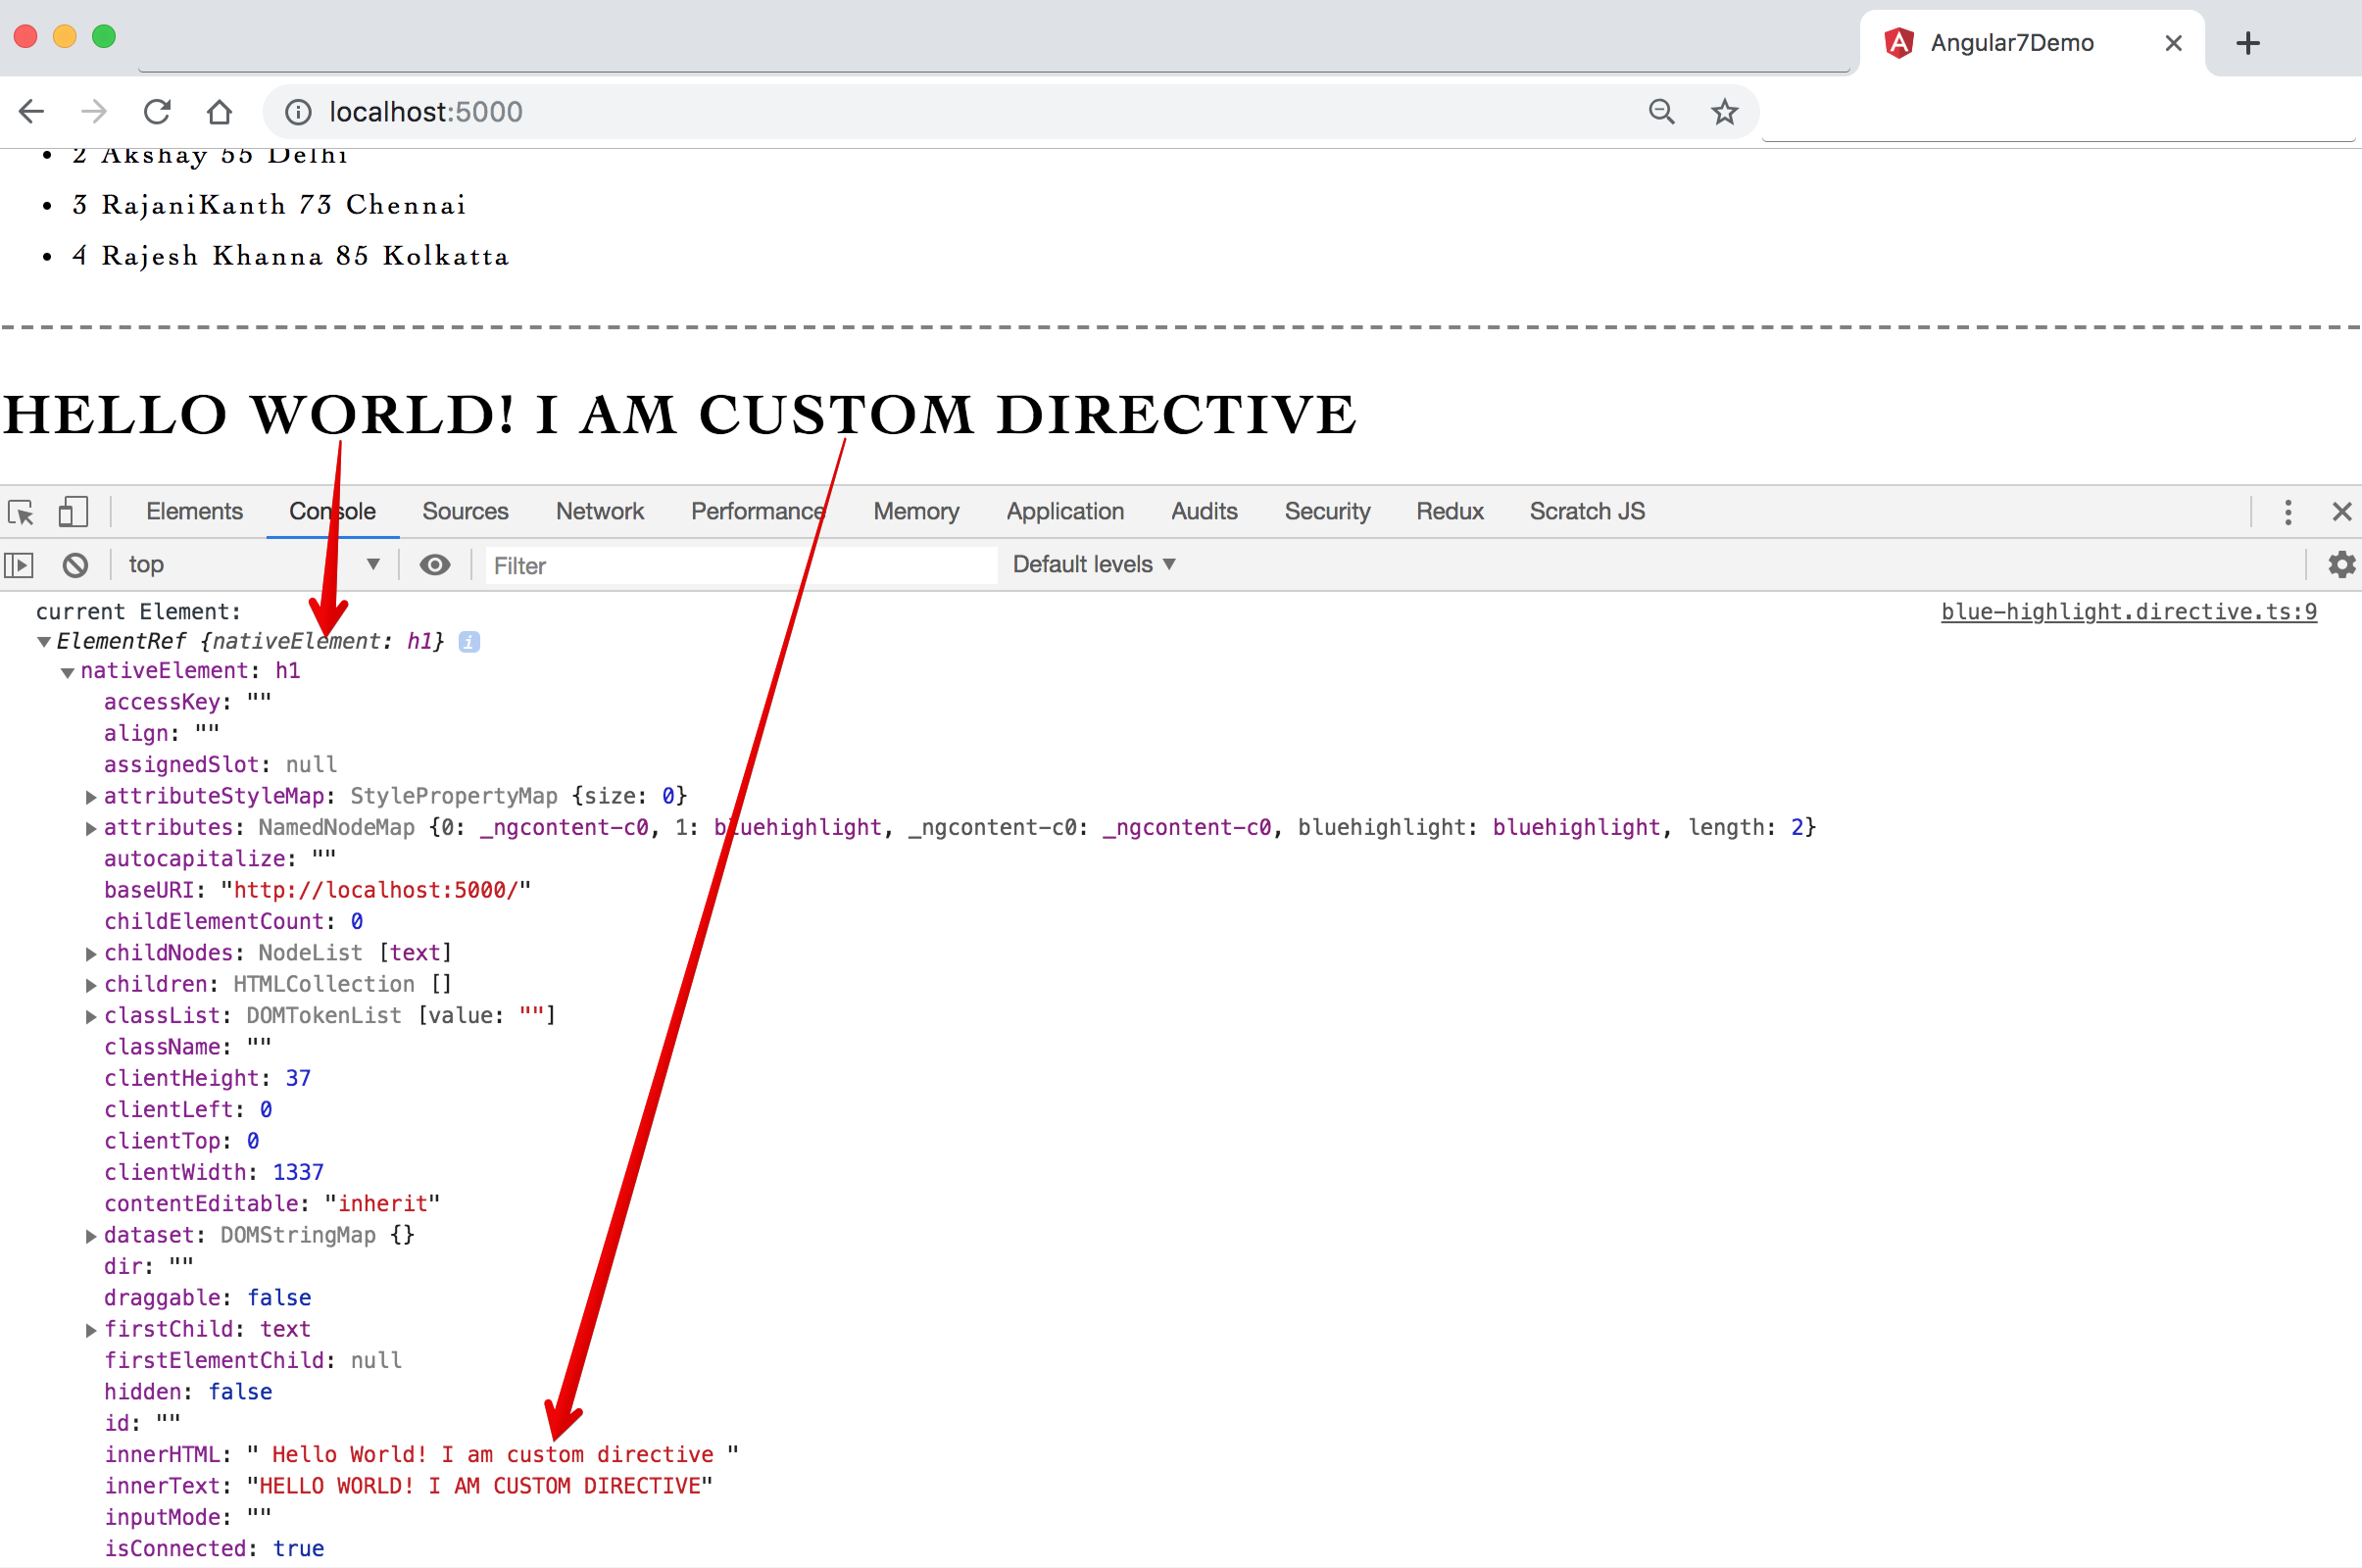 Angular7Demo
localhost:5000
2 Akshay 55 Delhi
3 RajaniKanth 73 Chennai
4 Rajesh Khanna 85 Kolkatta
HELLO WORLD! I AM CUSTOM DIRECTIVE
Elements Console Sources Network Performance Memory Application Audits Security Redux Scratch JS
top Filter Default levels
current Element: blue-highlight.directive.ts:9
ElementRef {nativeElement: h1} i
nativeElement: h1
accessKey: ""
align: ""
assignedSlot: null
attributeStyleMap: StylePropertyMap {size: 0}
attributes: NamedNodeMap {0: _ngcontent-c0, 1: bluehighlight, _ngcontent-c0: _ngcontent-c0, bluehighlight: bluehighlight, length: 2}
autocapitalize: ""
baseURI: "http://localhost:5000/"
childElementCount: 0
childNodes: NodeList [text]
children: HTMLCollection []
classList: DOMTokenList [value: ""]
className: ""
clientHeight: 37
clientLeft: 0
clientTop: 0
clientWidth: 1337
contentEditable: "inherit"
dataset: DOMStringMap {}
dir: ""
draggable: false
firstChild: text
firstElementChild: null
hidden: false
id: ""
innerHTML: " Hello World! I am custom directive "
innerText: "HELLO WORLD! I AM CUSTOM DIRECTIVE"
inputMode: ""
isConnected: true